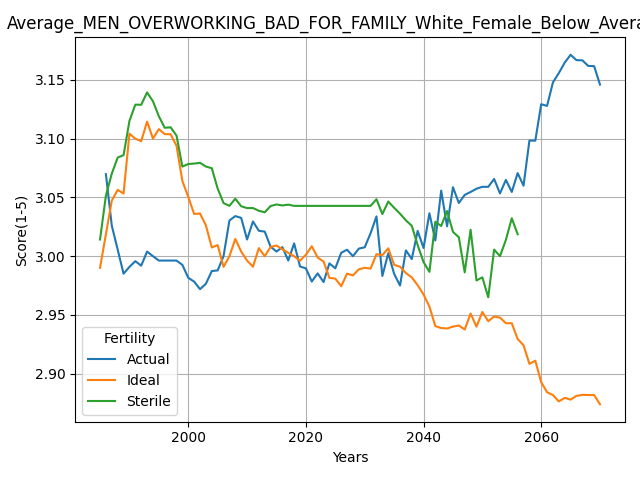 Average_MEN_OVERWORKING_BAD_FOR_FAMILY_White_Female_Below_Avera
3.15
3.10
3.05
3.00
2.95
2.90
Score(1-5)
Fertility
Actual
Ideal
Sterile
2000 2020 2040 2060
Years